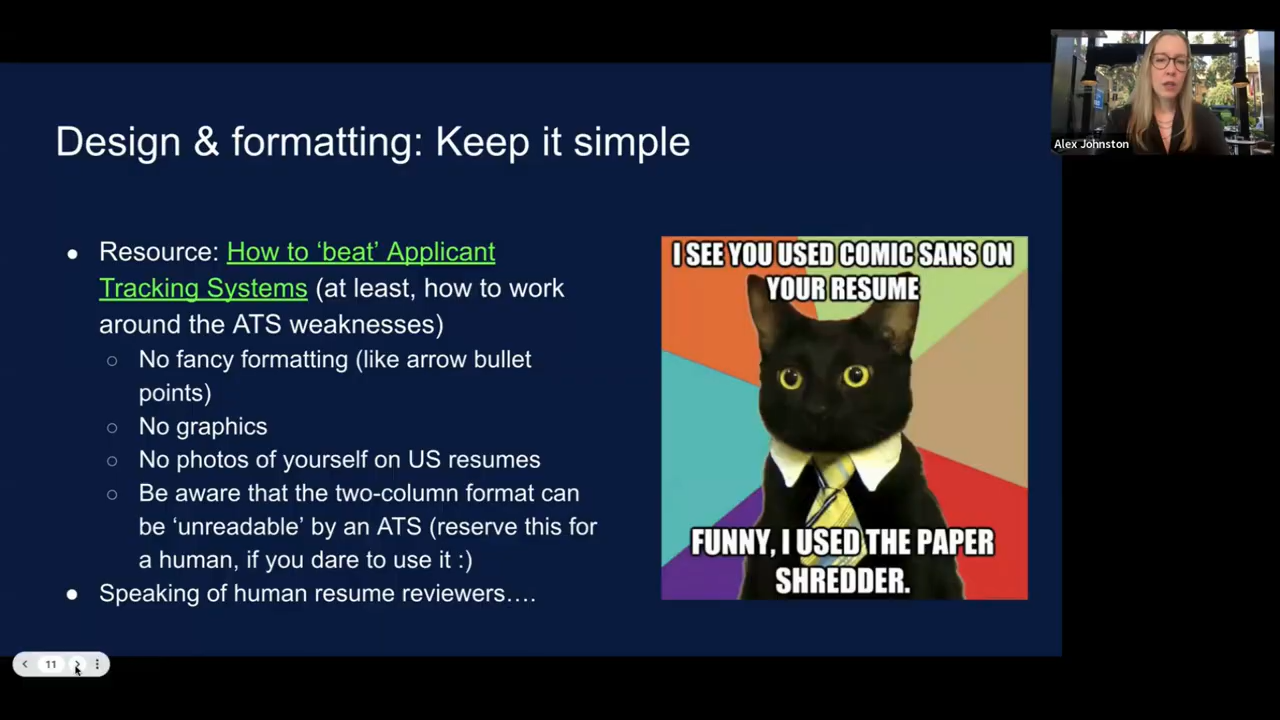 Design & formatting: Keep it simple
● Resource: How to ‘beat’ Applicant
Tracking Systems (at least, how to work
around the ATS weaknesses)
○ No fancy formatting (like arrow bullet
points)
○ No graphics
○ No photos of yourself on US resumes
○ Be aware that the two-column format can
be ‘unreadable’ by an ATS (reserve this for
a human, if you dare to use it :)
● Speaking of human resume reviewers….
I SEE YOU USED COMIC SANS ON
YOUR RESUME
FUNNY, I USED THE PAPER
SHREDDER.
Alex Johnston
11